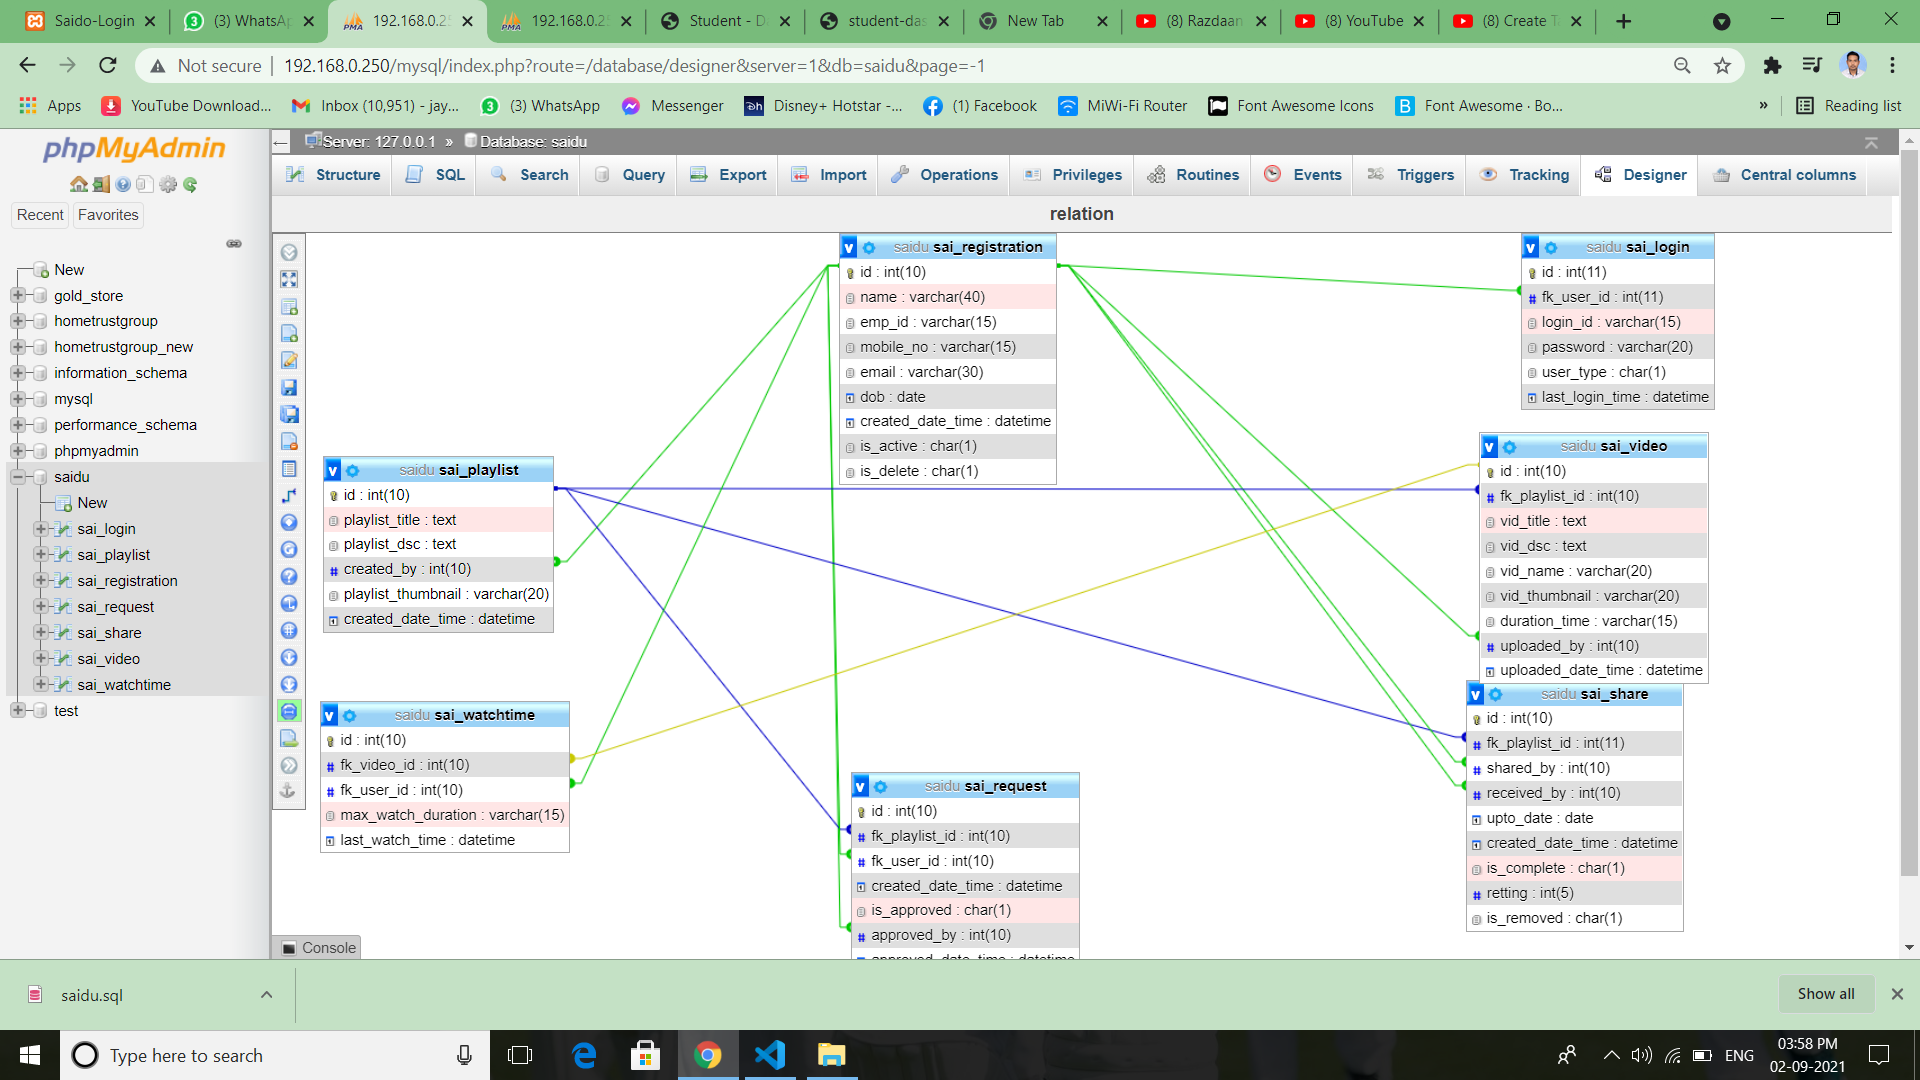 Saido-Login
(3) WhatsAp
192.168.0.25
192.168.0.25
Student - D
student-das
New Tab
(8) Razdaan
(8) YouTube
(8) Create T
Not secure
192.168.0.250/mysql/index.php?route=/database/designer&server=1&db=saidu&page=-1
Apps
YouTube Download...
Inbox (10,951) - jay...
(3) WhatsApp
Messenger
Disney+ Hotstar -...
(1) Facebook
MiWi-Fi Router
Font Awesome Icons
Font Awesome · Bo...
»
Reading list
phpMyAdmin
Recent
Favorites
New
gold_store
hometrustgroup
hometrustgroup_new
information_schema
mysql
performance_schema
phpmyadmin
saidu
New
sai_login
sai_playlist
sai_registration
sai_request
sai_share
sai_video
sai_watchtime
test
Server: 127.0.0.1 » Database: saidu
Structure
SQL
Search
Query
Export
Import
Operations
Privileges
Routines
Events
Triggers
Tracking
Designer
Central columns
relation
v saidu sai_registration
id : int(10)
name : varchar(40)
emp_id : varchar(15)
mobile_no : varchar(15)
email : varchar(30)
dob : date
created_date_time : datetime
is_active : char(1)
is_delete : char(1)
v saidu sai_login
id : int(11)
# fk_user_id : int(11)
login_id : varchar(15)
password : varchar(20)
user_type : char(1)
last_login_time : datetime
v saidu sai_playlist
id : int(10)
playlist_title : text
playlist_dsc : text
# created_by : int(10)
playlist_thumbnail : varchar(20)
created_date_time : datetime
v saidu sai_video
id : int(10)
# fk_playlist_id : int(10)
vid_title : text
vid_dsc : text
vid_name : varchar(20)
vid_thumbnail : varchar(20)
duration_time : varchar(15)
# uploaded_by : int(10)
uploaded_date_time : datetime
v saidu sai_watchtime
id : int(10)
# fk_video_id : int(10)
# fk_user_id : int(10)
max_watch_duration : varchar(15)
last_watch_time : datetime
v saidu sai_request
id : int(10)
# fk_playlist_id : int(10)
# fk_user_id : int(10)
created_date_time : datetime
is_approved : char(1)
# approved_by : int(10)
approved_date_time : datetime
v saidu sai_share
id : int(10)
# fk_playlist_id : int(11)
# shared_by : int(10)
# received_by : int(10)
upto_date : date
created_date_time : datetime
is_complete : char(1)
# retting : int(5)
is_removed : char(1)
Console
saidu.sql
Show all
Type here to search
ENG
03:58 PM
02-09-2021